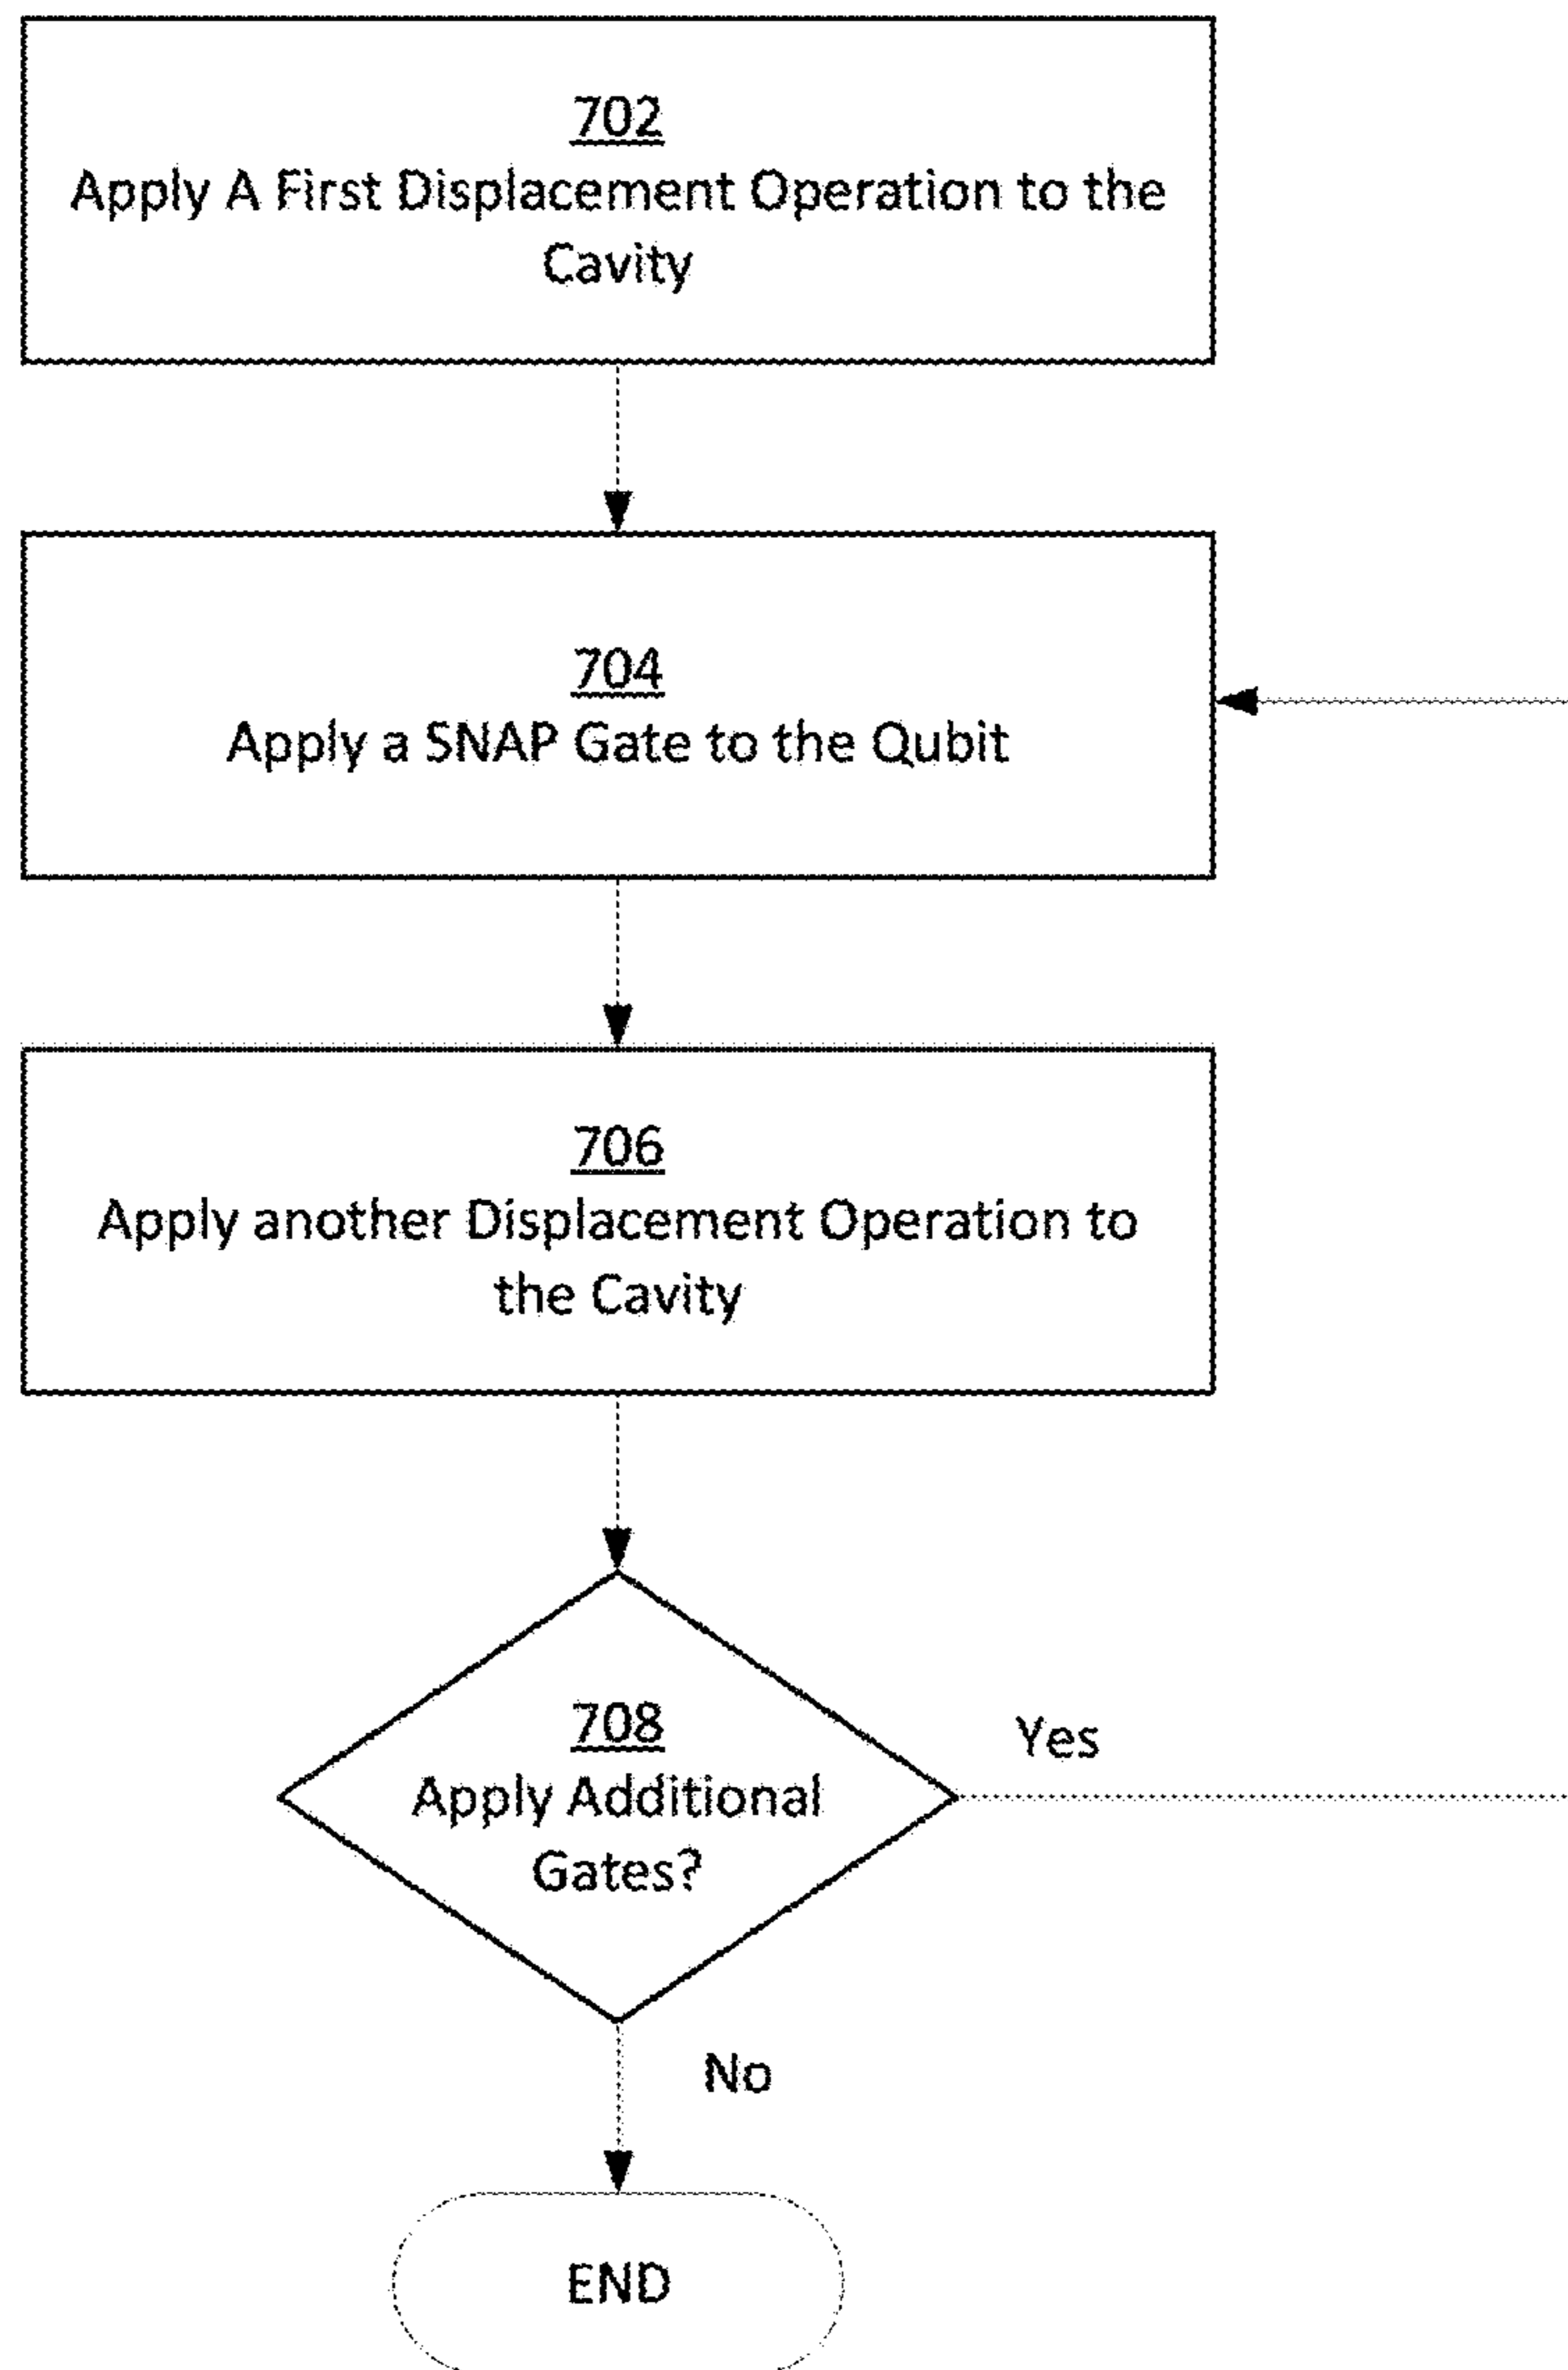 702
Apply A First Displacement Operation to the
Cavity
704
Apply a SNAP Gate to the Qubit
706
Apply another Displacement Operation to
the Cavity
708
Apply Additional
Gates?
Yes
No
END